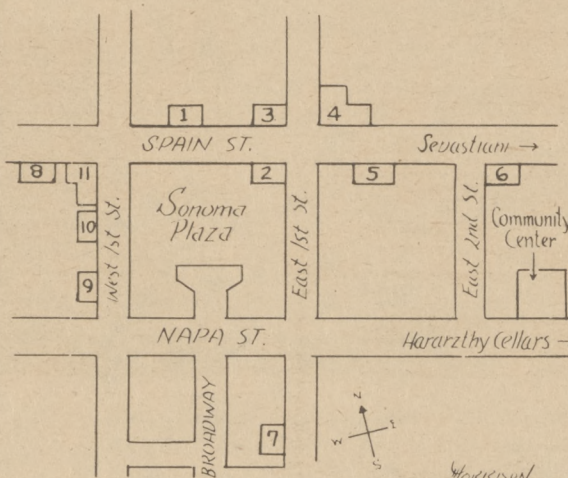 1
3
4
SPAIN ST.
Sebastiani →
8
11
2
5
6
Sonoma
Plaza
10
West 1st St.
East 1st St.
East 2nd St.
Community
Center
9
NAPA ST.
Hararzthy Cellars
BROADWAY
7
N
W
E
S